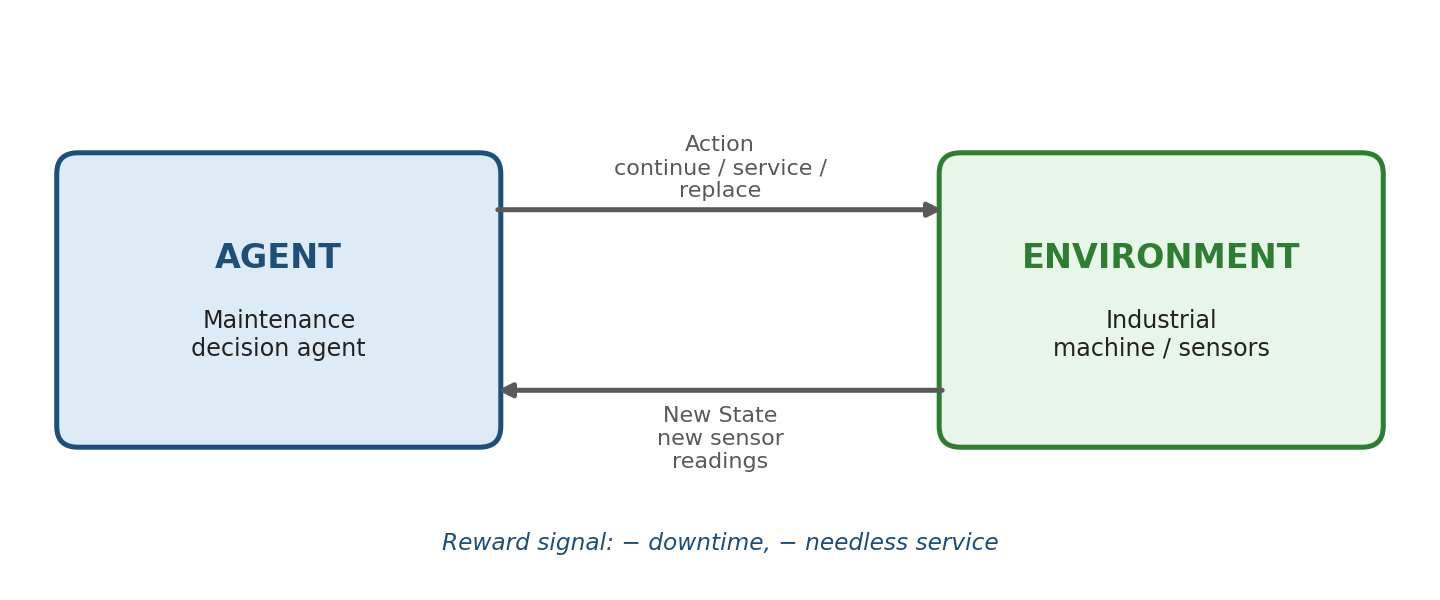 Action
continue / service /
replace
AGENT
Maintenance
decision agent
ENVIRONMENT
Industrial
machine / sensors
New State
new sensor
readings
Reward signal: − downtime, − needless service